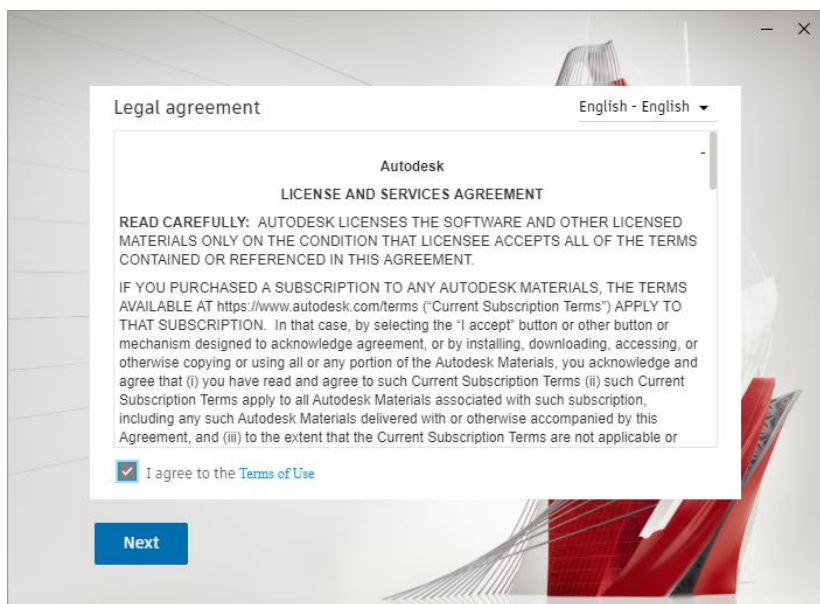 Legal agreement
English - English
-
Autodesk
LICENSE AND SERVICES AGREEMENT
READ CAREFULLY: AUTODESK LICENSES THE SOFTWARE AND OTHER LICENSED
MATERIALS ONLY ON THE CONDITION THAT LICENSEE ACCEPTS ALL OF THE TERMS
CONTAINED OR REFERENCED IN THIS AGREEMENT.
IF YOU PURCHASED A SUBSCRIPTION TO ANY AUTODESK MATERIALS, THE TERMS
AVAILABLE AT https://www.autodesk.com/terms (“Current Subscription Terms”) APPLY TO
THAT SUBSCRIPTION. In that case, by selecting the “I accept” button or other button or
mechanism designed to acknowledge agreement, or by installing, downloading, accessing, or
otherwise copying or using all or any portion of the Autodesk Materials, you acknowledge and
agree that (i) you have read and agree to such Current Subscription Terms (ii) such Current
Subscription Terms apply to all Autodesk Materials associated with such subscription,
including any such Autodesk Materials delivered with or otherwise accompanied by this
Agreement, and (iii) to the extent that the Current Subscription Terms are not applicable or
I agree to the Terms of Use
Next